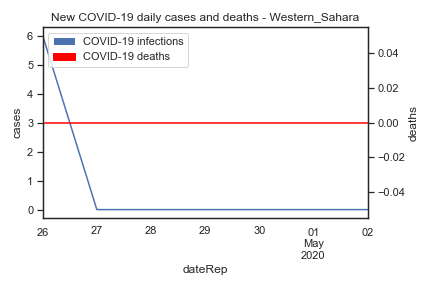 New COVID-19 daily cases and deaths - Western_Sahara
COVID-19 infections
COVID-19 deaths
6
5
4
3
2
1
0
cases
0.04
0.02
0.00
−0.02
−0.04
deaths
26 27 28 29 30 01 02
May
2020
dateRep